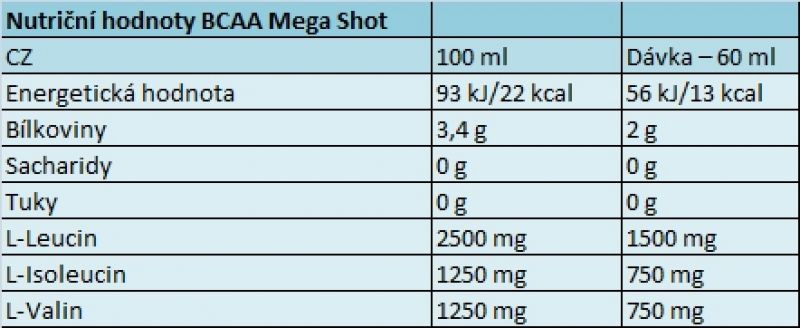 Nutriční hodnoty BCAA Mega Shot
CZ 100 ml Dávka – 60 ml
Energetická hodnota 93 kJ/22 kcal 56 kJ/13 kcal
Bílkoviny 3,4 g 2 g
Sacharidy 0 g 0 g
Tuky 0 g 0 g
L-Leucin 2500 mg 1500 mg
L-Isoleucin 1250 mg 750 mg
L-Valin 1250 mg 750 mg